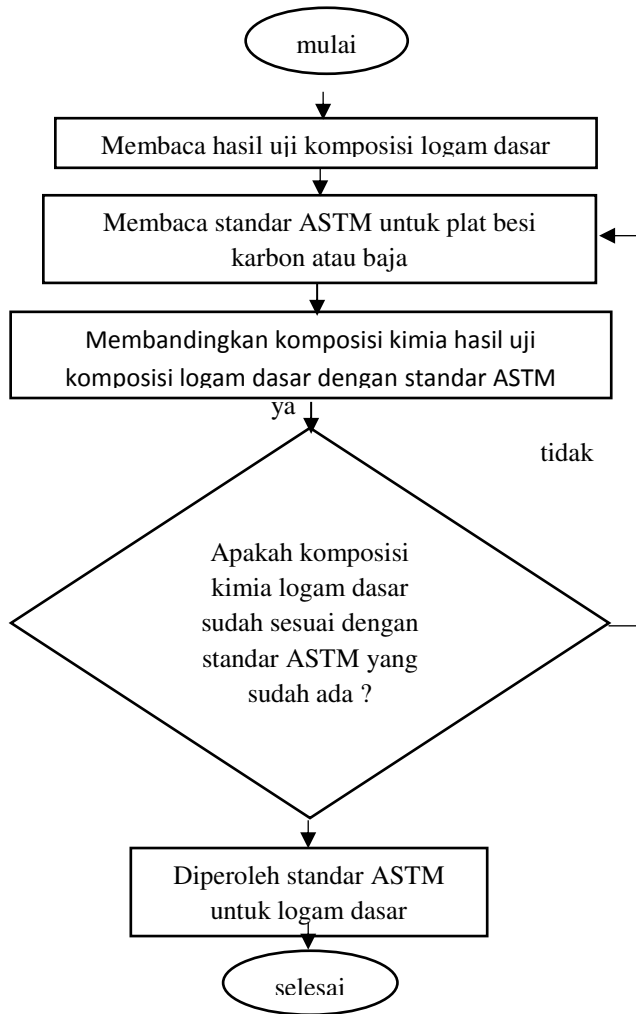 mulai
Membaca hasil uji komposisi logam dasar
Membaca standar ASTM untuk plat besi
karbon atau baja
Membandingkan komposisi kimia hasil uji
komposisi logam dasar dengan standar ASTM
ya
tidak
Apakah komposisi
kimia logam dasar
sudah sesuai dengan
standar ASTM yang
sudah ada ?
Diperoleh standar ASTM
untuk logam dasar
selesai